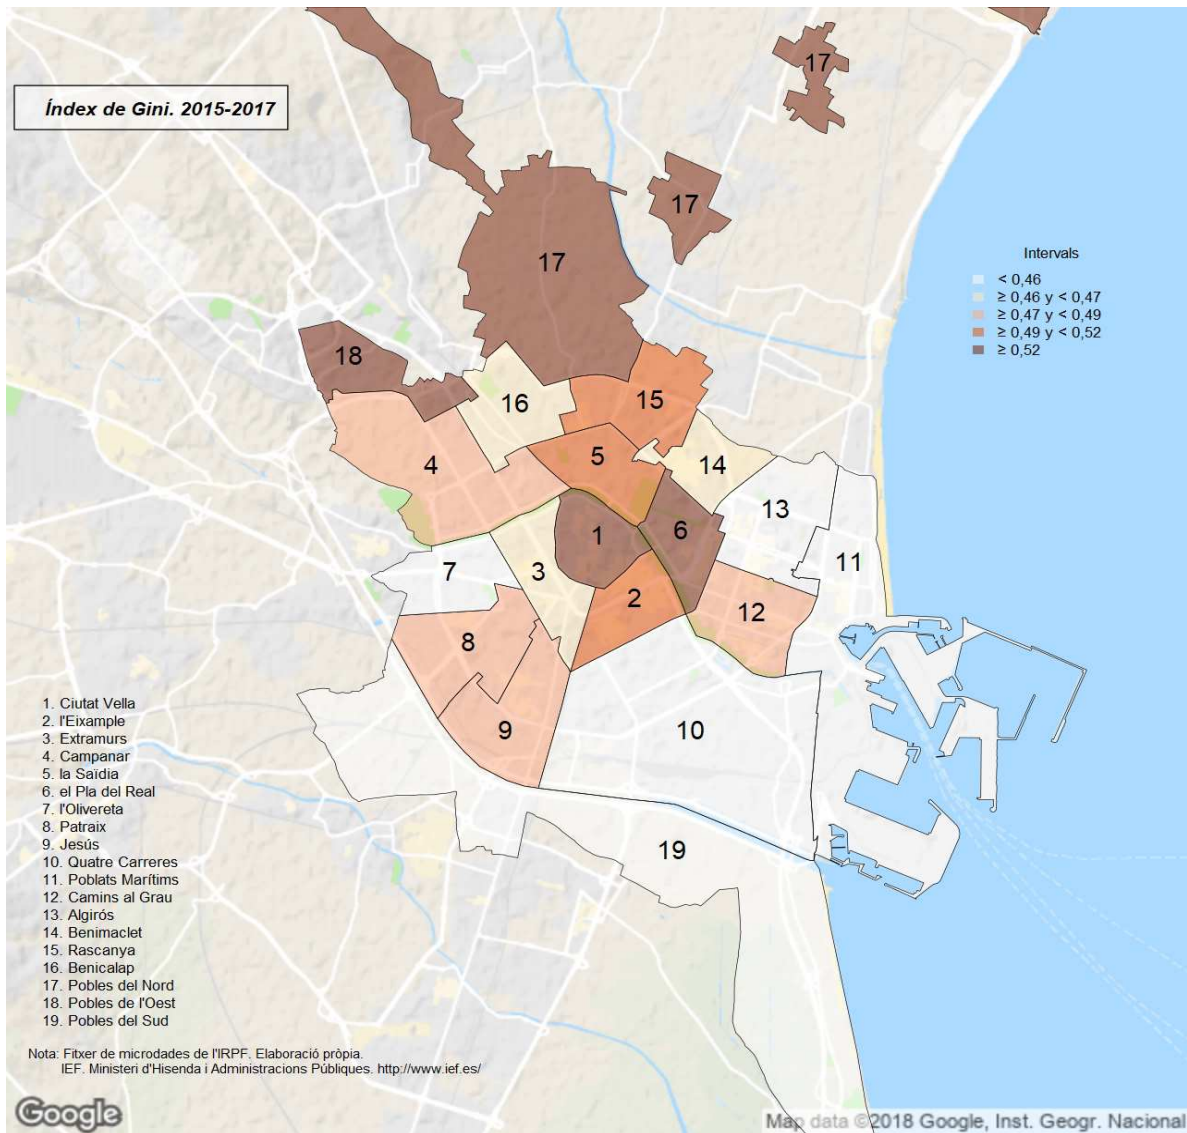 Índex de Gini. 2015-2017
17
17
17
Intervals
< 0,46
≥ 0,46 y < 0,47
≥ 0,47 y < 0,49
≥ 0,49 y < 0,52
≥ 0,52
18
16
15
5
4
14
13
6
1
11
7
3
2
12
8
9
10
19
1. Ciutat Vella
2. l'Eixample
3. Extramurs
4. Campanar
5. la Saïdia
6. el Pla del Real
7. l'Olivereta
8. Patraix
9. Jesús
10. Quatre Carreres
11. Poblats Marítims
12. Camins al Grau
13. Algirós
14. Benimaclet
15. Rascanya
16. Benicalap
17. Pobles del Nord
18. Pobles de l'Oest
19. Pobles del Sud
Nota: Fitxer de microdades de l'IRPF. Elaboració pròpia.
IEF. Ministeri d'Hisenda i Administracions Públiques. http://www.ief.es/
Google
Map data ©2018 Google, Inst. Geogr. Nacional